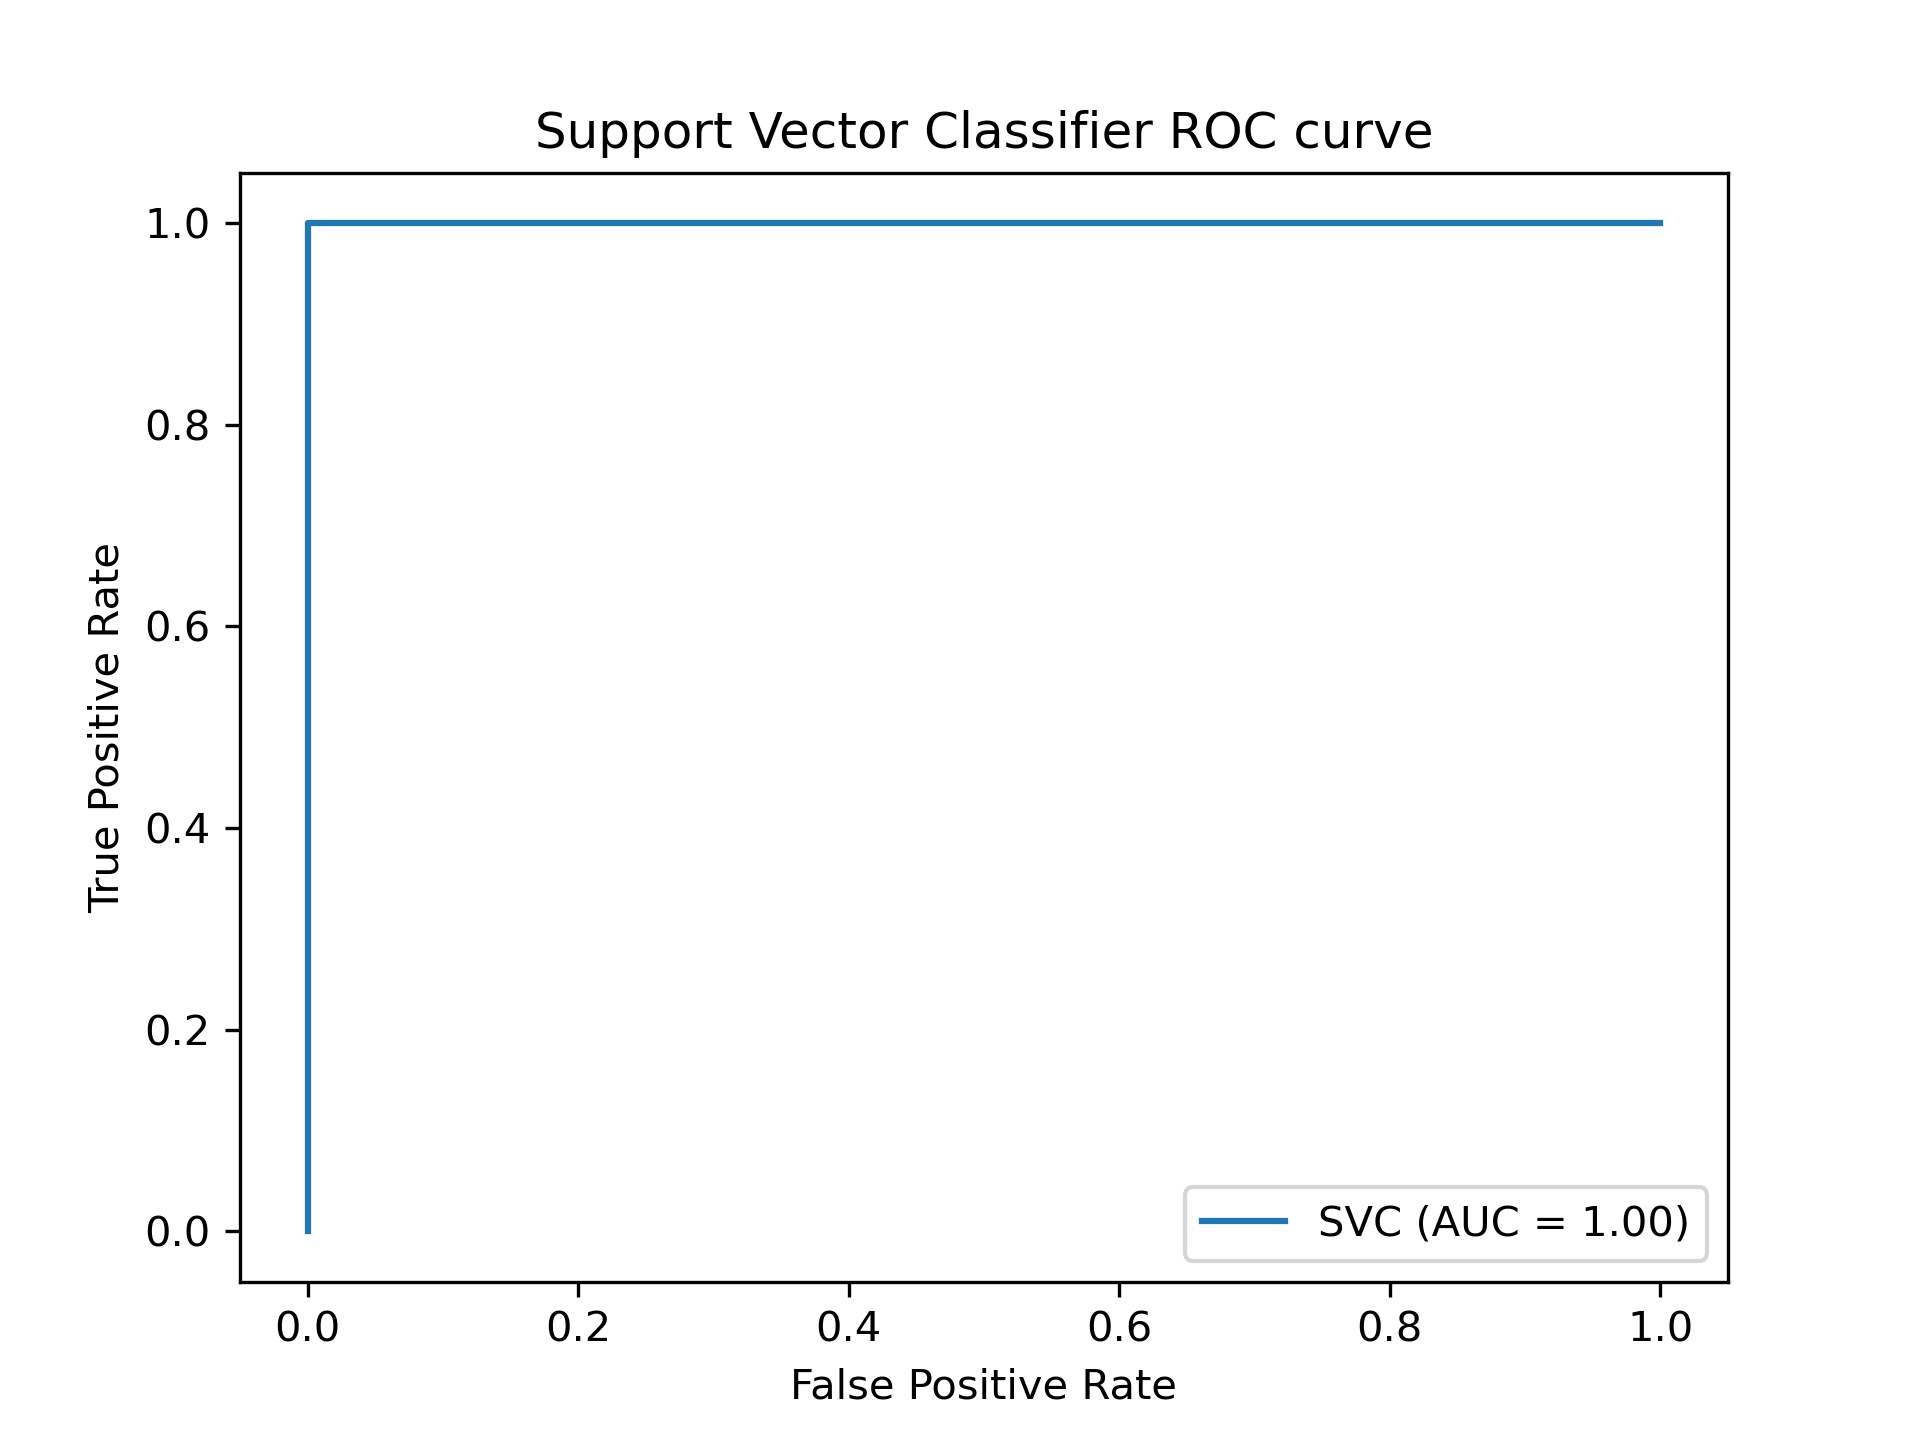 Support Vector Classifier ROC curve
1.0
0.8
0.6
0.4
0.2
0.0
True Positive Rate
SVC (AUC = 1.00)
0.0 0.2 0.4 0.6 0.8 1.0
False Positive Rate